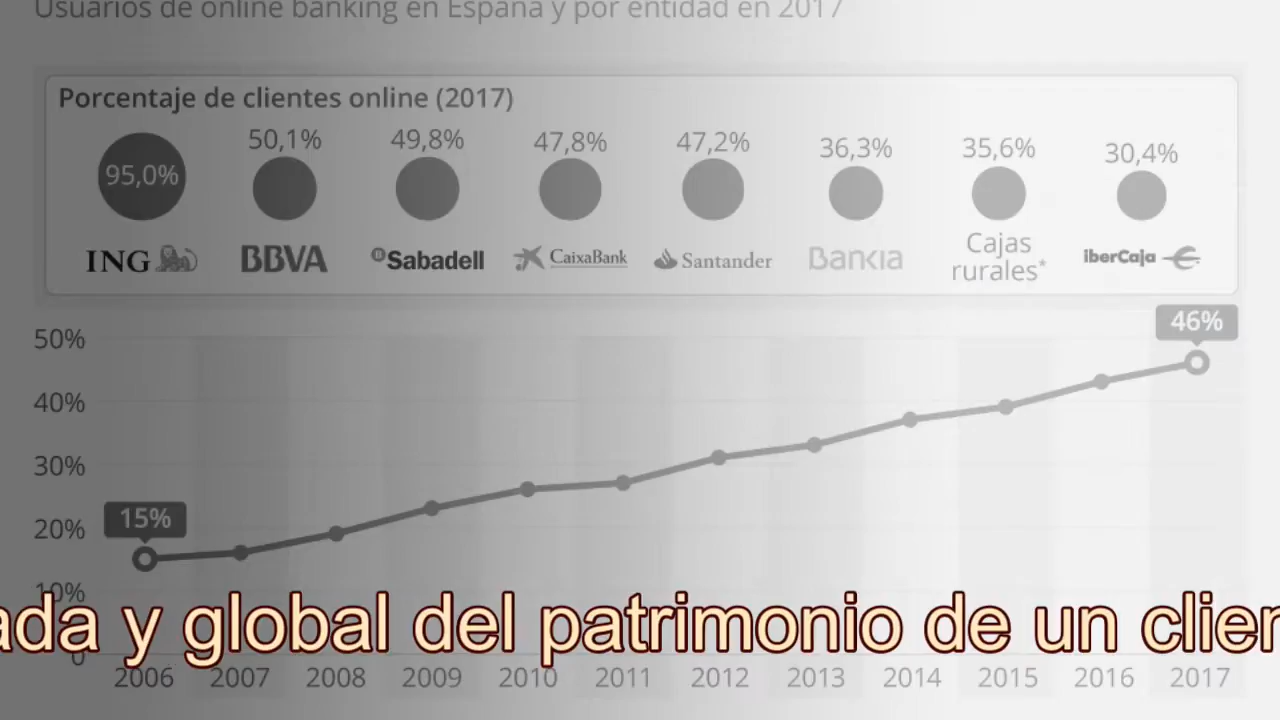 Usuarios de online banking en España y por entidad en 2017
Porcentaje de clientes online (2017)
95,0% 50,1% 49,8% 47,8% 47,2% 36,3% 35,6% 30,4%
ING BBVA Sabadell CaixaBank Santander Bankia Cajas rurales* iberCaja
50%
46%
40%
30%
20%
15%
10%
ada y global del patrimonio de un clien
0
2006 2007 2008 2009 2010 2011 2012 2013 2014 2015 2016 2017